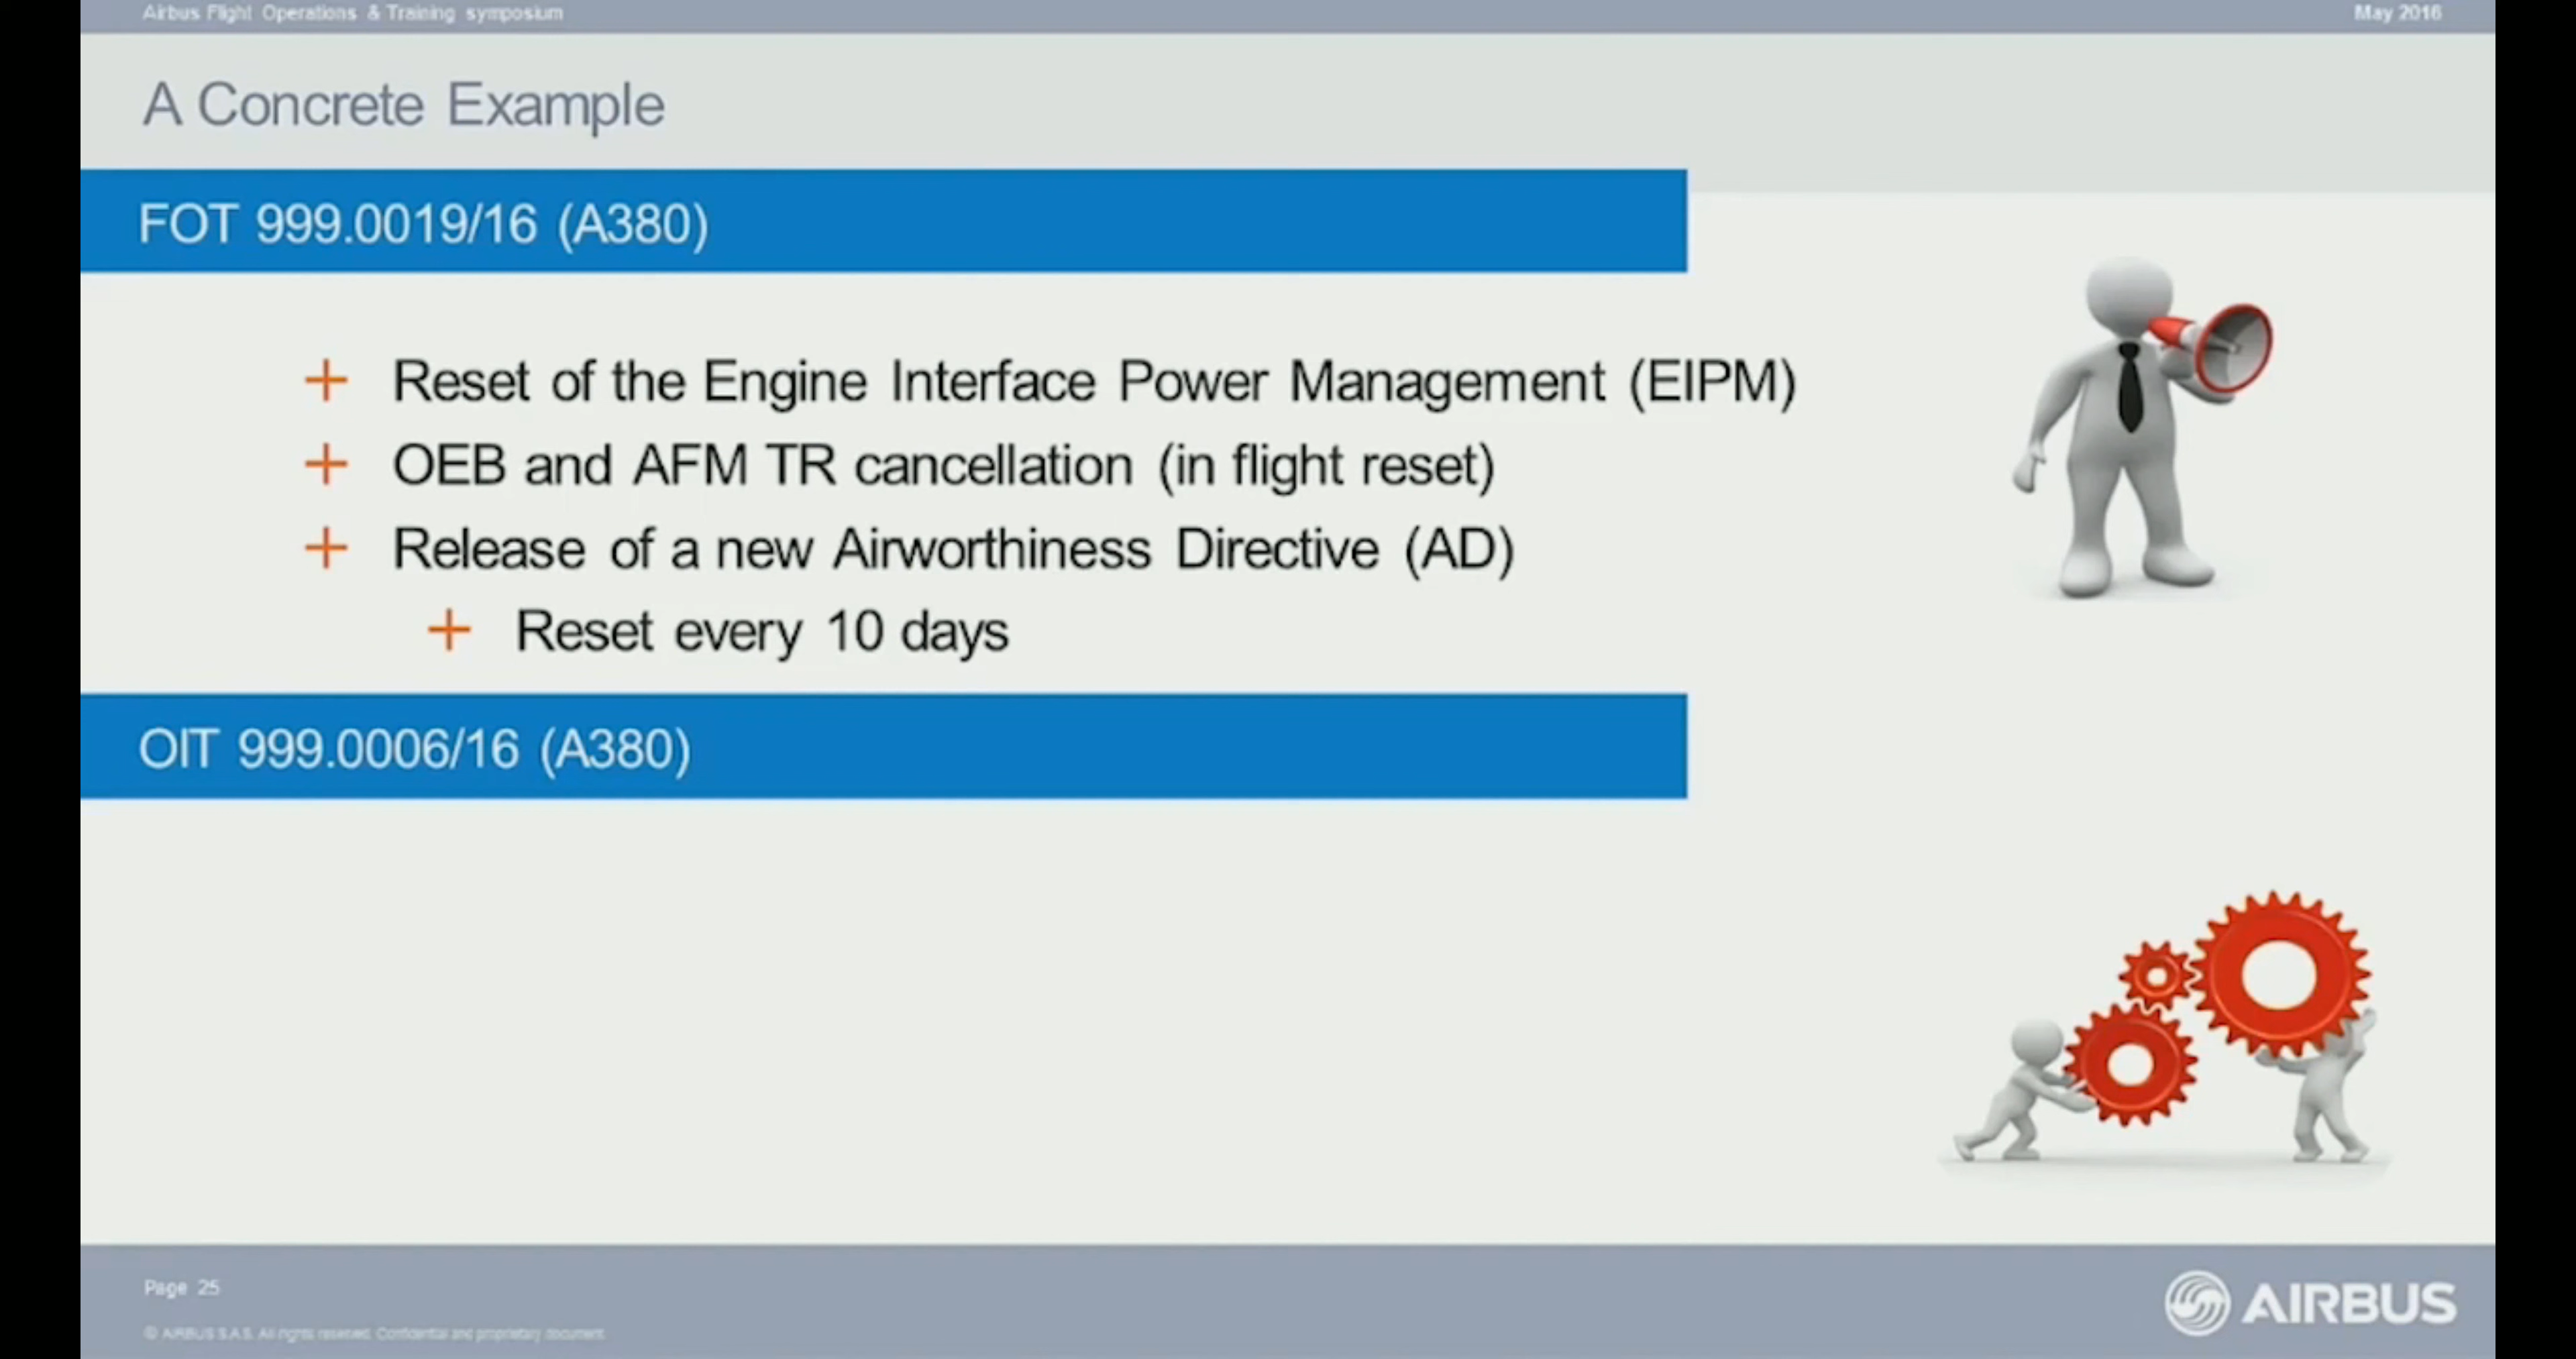 Airbus Flight Operations & Training symposium
May 2016
A Concrete Example
FOT 999.0019/16 (A380)
+ Reset of the Engine Interface Power Management (EIPM)
+ OEB and AFM TR cancellation (in flight reset)
+ Release of a new Airworthiness Directive (AD)
+ Reset every 10 days
OIT 999.0006/16 (A380)
Page 25
© AIRBUS S.A.S. All rights reserved. Confidential and proprietary document.
AIRBUS